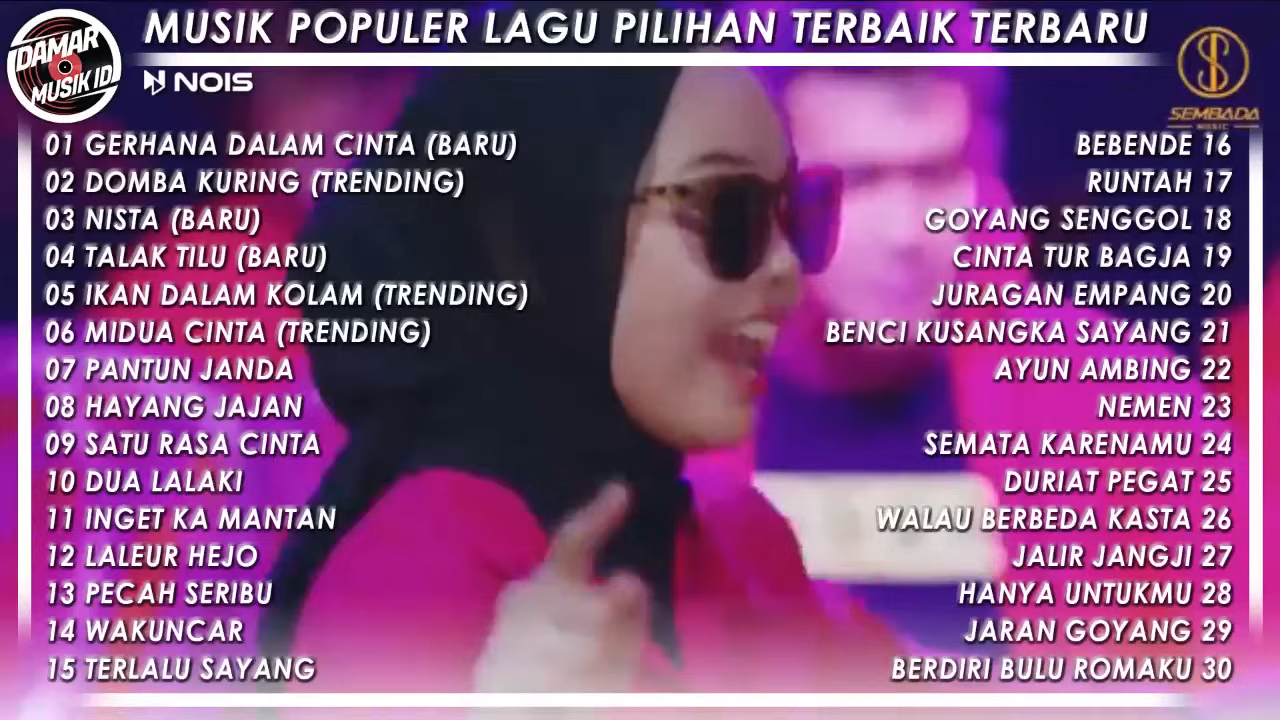 DAMAR
MUSIK ID
MUSIK POPULER LAGU PILIHAN TERBAIK TERBARU
NOIS
SEMBADA
MUSIC
01 GERHANA DALAM CINTA (BARU)
02 DOMBA KURING (TRENDING)
03 NISTA (BARU)
04 TALAK TILU (BARU)
05 IKAN DALAM KOLAM (TRENDING)
06 MIDUA CINTA (TRENDING)
07 PANTUN JANDA
08 HAYANG JAJAN
09 SATU RASA CINTA
10 DUA LALAKI
11 INGET KA MANTAN
12 LALEUR HEJO
13 PECAH SERIBU
14 WAKUNCAR
15 TERLALU SAYANG
BEBENDE 16
RUNTAH 17
GOYANG SENGGOL 18
CINTA TUR BAGJA 19
JURAGAN EMPANG 20
BENCI KUSANGKA SAYANG 21
AYUN AMBING 22
NEMEN 23
SEMATA KARENAMU 24
DURIAT PEGAT 25
WALAU BERBEDA KASTA 26
JALIR JANGJI 27
HANYA UNTUKMU 28
JARAN GOYANG 29
BERDIRI BULU ROMAKU 30